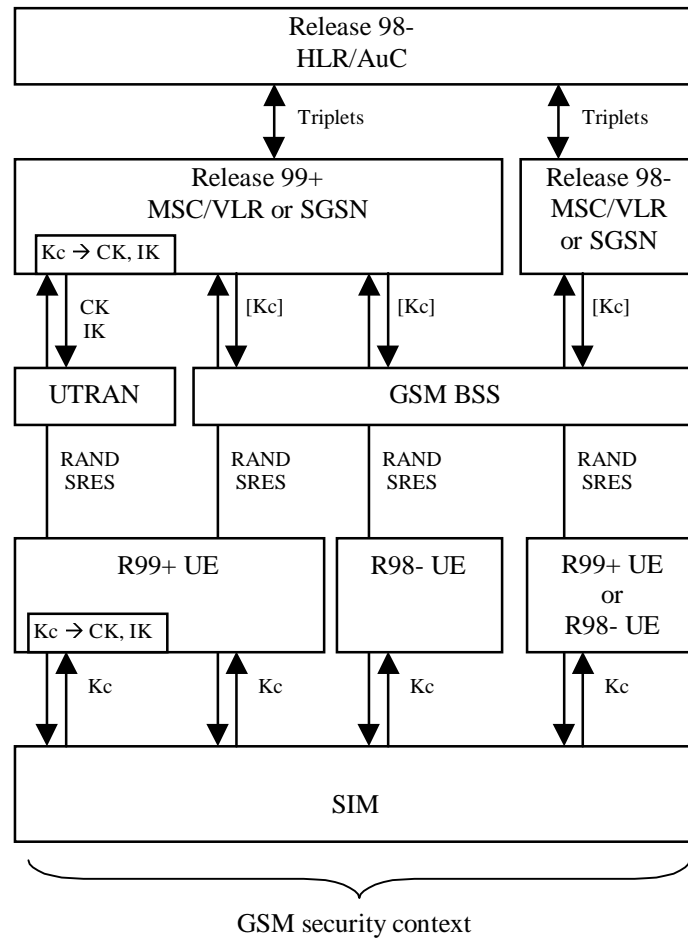 Release 98-
HLR/AuC
Triplets
Triplets
Release 99+
MSC/VLR or SGSN
Kc → CK, IK
Release 98-
MSC/VLR
or SGSN
CK
IK
[Kc]
[Kc]
[Kc]
UTRAN
GSM BSS
RAND
SRES
RAND
SRES
RAND
SRES
RAND
SRES
R99+ UE
Kc → CK, IK
R98- UE
R99+ UE
or
R98- UE
Kc
Kc
Kc
Kc
SIM
GSM security context